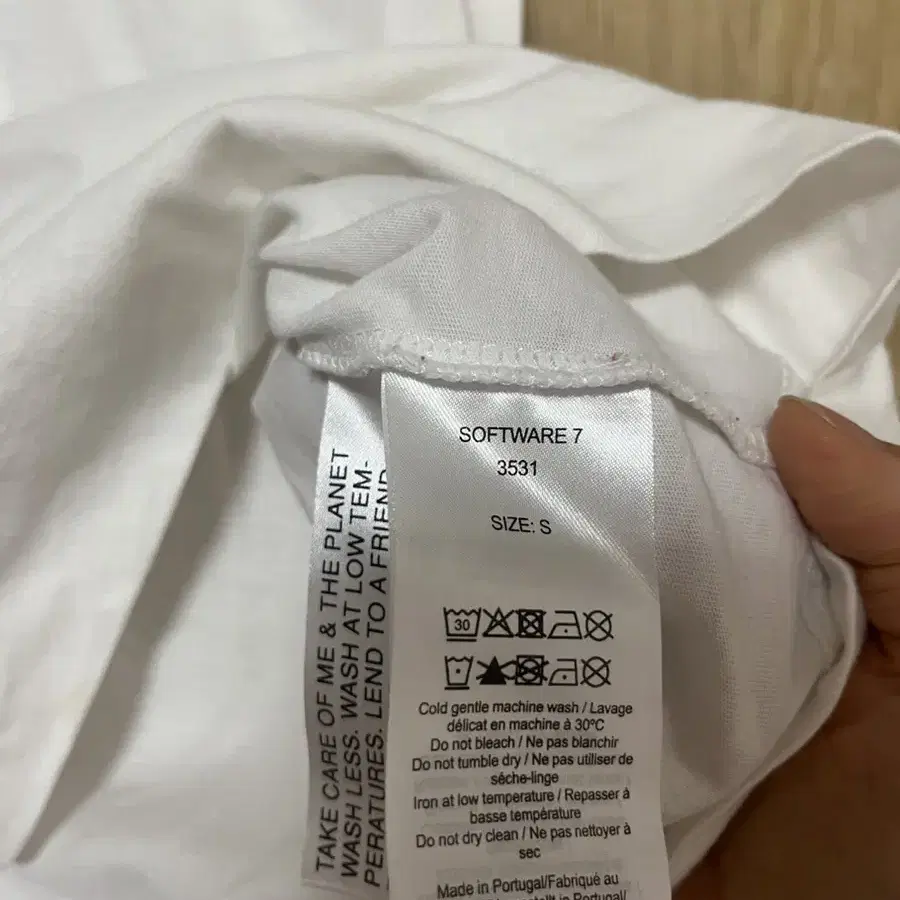 SOFTWARE 7
3531
SIZE: S
30
Cold gentle machine wash / Lavage
délicat en machine à 30ºC
Do not bleach / Ne pas blanchir
Do not tumble dry / Ne pas utiliser de
séche-linge
Iron at low temperature / Repasser à
basse température
Do not dry clean / Ne pas nettoyer à
sec
Made in Portugal/Fabriqué au
TAKE CARE OF ME & THE PLANET
WASH LESS. WASH AT LOW TEM-
PERATURES. LEND TO A FRIEND